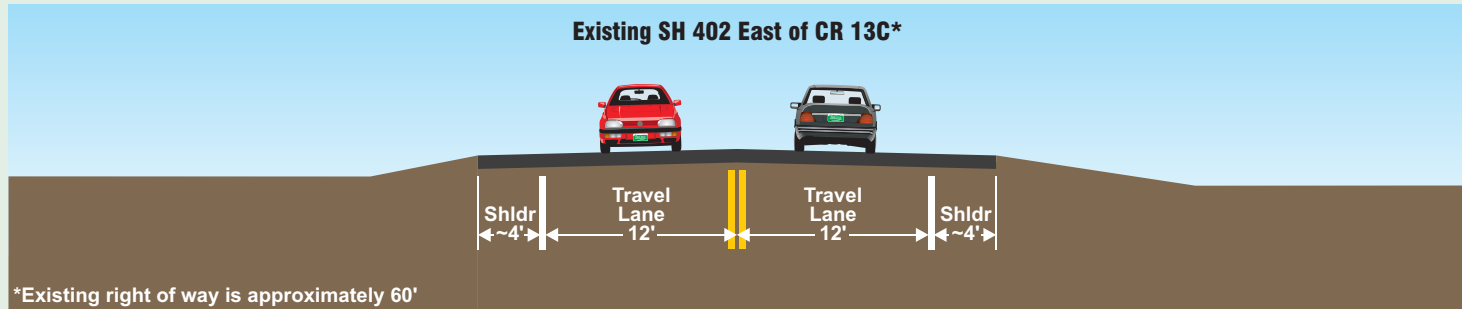 Existing SH 402 East of CR 13C*
Shldr
~4'
Travel
Lane
12'
Travel
Lane
12'
Shldr
~4'
*Existing right of way is approximately 60'